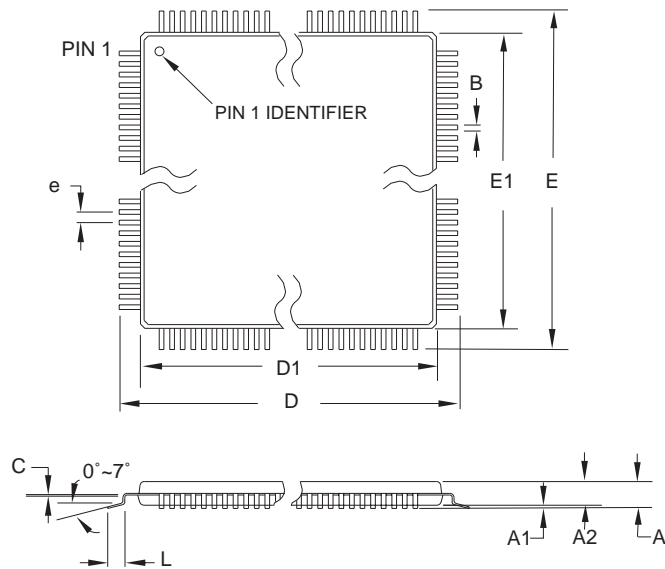 PIN 1
PIN 1 IDENTIFIER
B
e
E1
E
D1
D
C
0°~7°
L
A1
A2
A